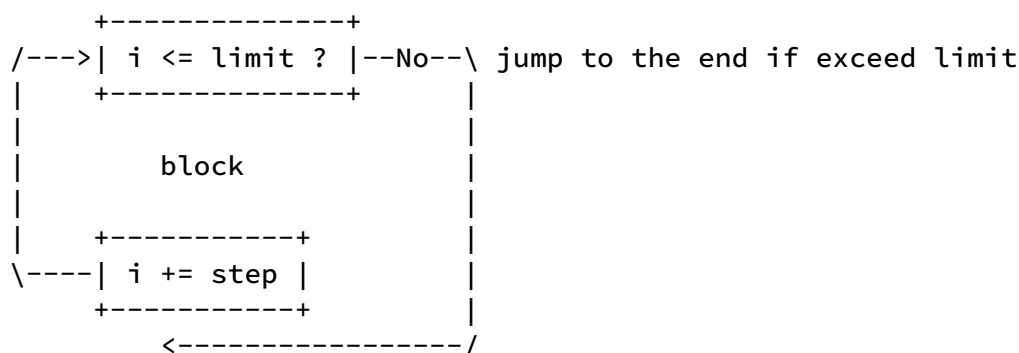 i <= limit ? --No-- jump to the end if exceed limit
block
i += step